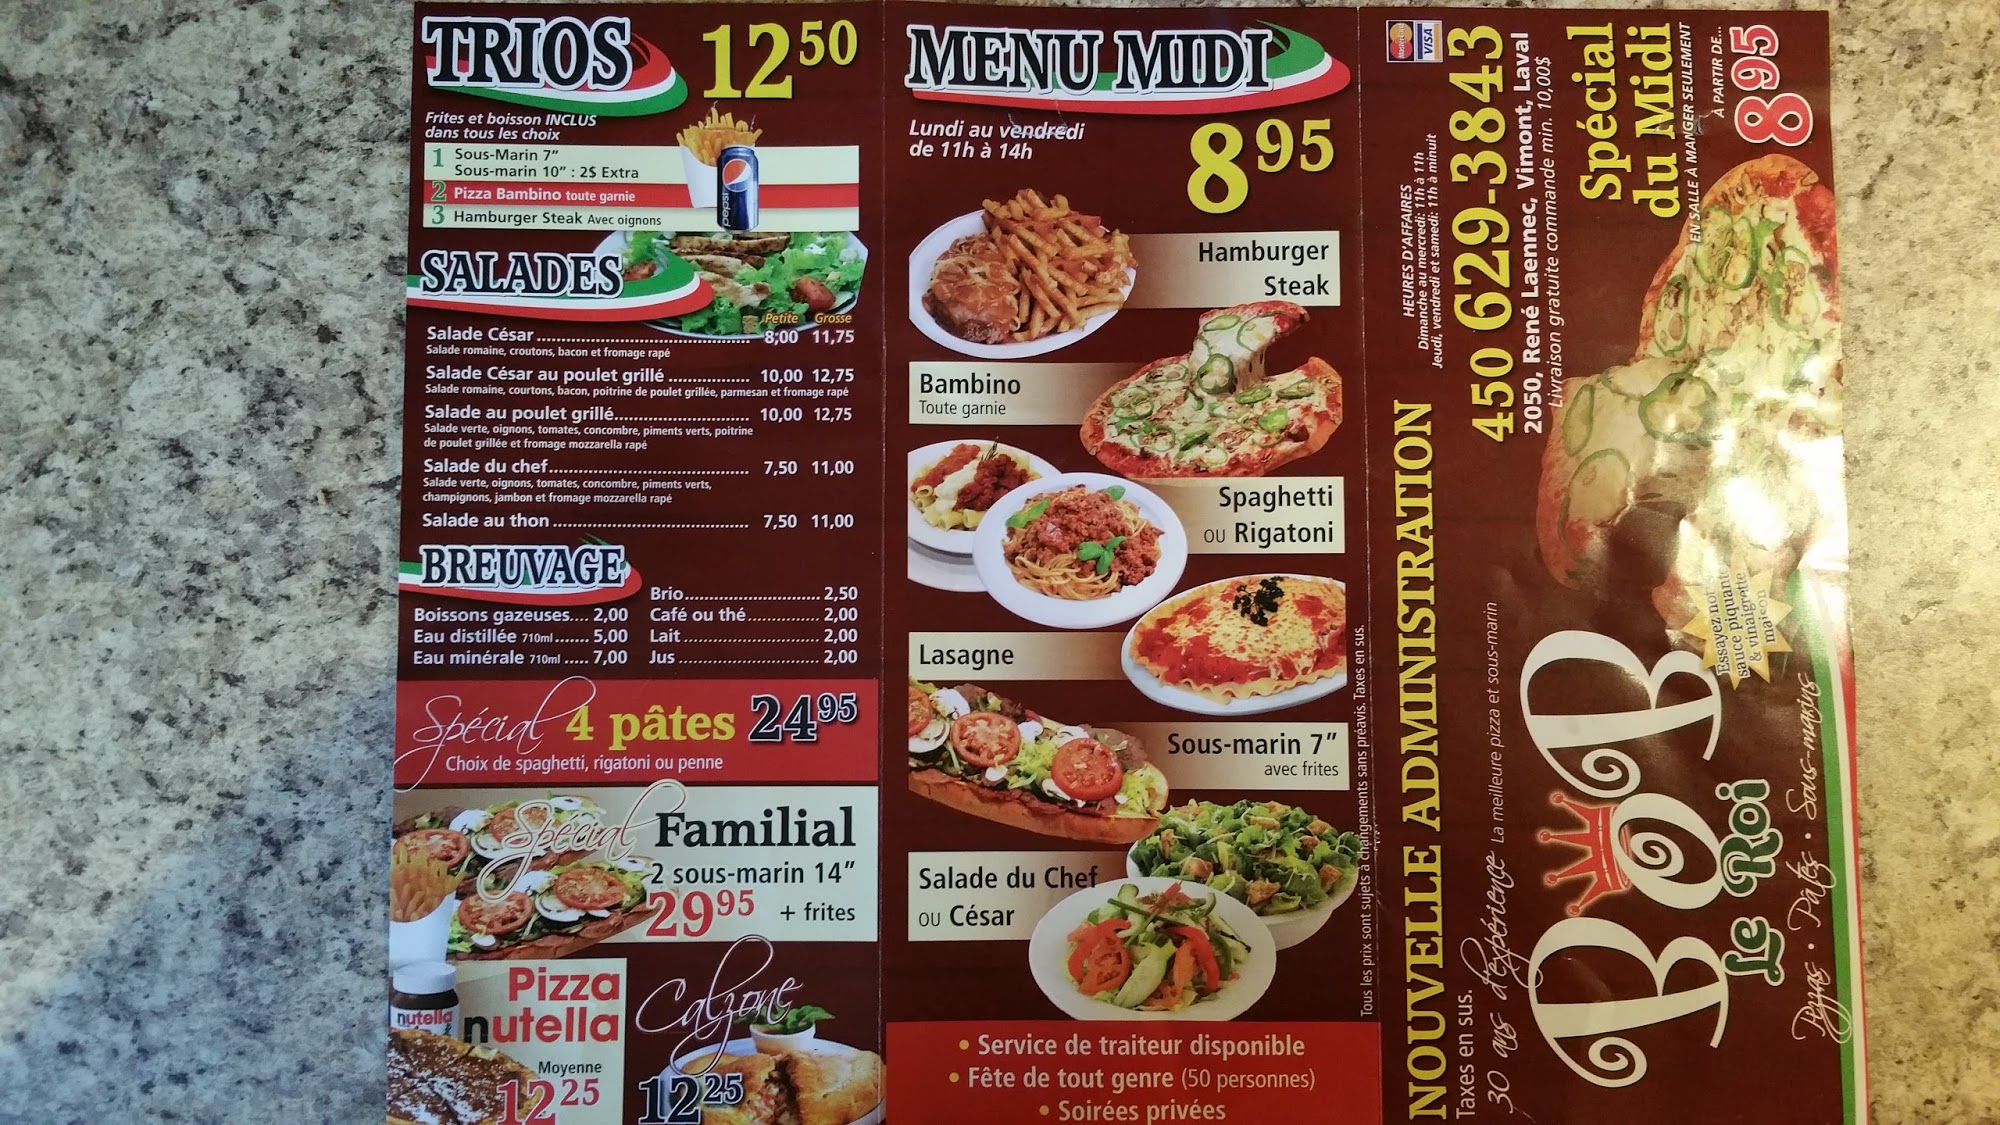 TRIOS 12 50
Frites et boisson INCLUS
dans tous les choix
1 Sous-Marin 7”
Sous-marin 10” : 2$ Extra
2 Pizza Bambino toute garnie
3 Hamburger Steak Avec oignons
pepsi
SALADES
Petite Grosse
Salade César 8;00 11,75
Salade romaine, croutons, bacon et fromage rapé
Salade César au poulet grillé 10,00 12,75
Salade romaine, courtons, bacon, poitrine de poulet grillée, parmesan et fromage rapé
Salade au poulet grillé 10,00 12,75
Salade verte, oignons, tomates, concombre, piments verts, poitrine
de poulet grillée et fromage mozzarella rapé
Salade du chef 7,50 11,00
Salade verte, oignons, tomates, concombre, piments verts,
champignons, jambon et fromage mozzarella rapé
Salade au thon 7,50 11,00
BREUVAGE
Boissons gazeuses.... 2,00
Eau distillée 710ml ....... 5,00
Eau minérale 710ml ..... 7,00
Brio 2,50
Café ou thé 2,00
Lait 2,00
Jus 2,00
Spécial 4 pâtes 24 95
Choix de spaghetti, rigatoni ou penne
Spécial Familial
2 sous-marin 14”
29 95 + frites
nutella
Pizza
nutella
Moyenne
12 25
Calzone
12 25
MENU MIDI
Lundi au vendredi
de 11h à 14h
8 95
Hamburger
Steak
Bambino
Toute garnie
Spaghetti
OU Rigatoni
Lasagne
Sous-marin 7”
avec frites
Salade du Chef
OU César
Tous les prix sont sujets à changements sans préavis. Taxes en sus.
• Service de traiteur disponible
• Fête de tout genre (50 personnes)
• Soirées privées
MasterCard
VISA
HEURES D'AFFAIRES
Dimanche au mercredi: 11h à 1h
Jeudi, vendredi et samedi: 11h à minuit
450 629-3843
2050, René Laennec, Vimont, Laval
Livraison gratuite commande min. 10,00$
Spécial
du Midi
EN SALLE À MANGER SEULEMENT
À PARTIR DE...
8 95
NOUVELLE ADMINISTRATION
Taxes en sus.
30 ans d'expérience La meilleure pizza et sous-marin
BOB
Le Roi
Pizzas • Pâtes • Sous-marins
Essayez notre
sauce piquante
& vinaigrette
maison